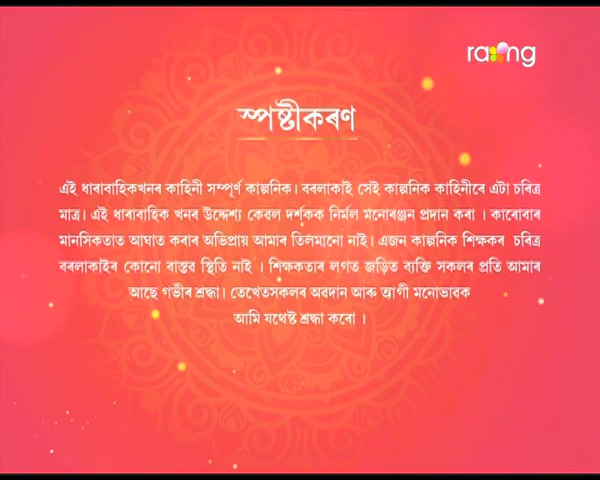 rang
স্পষ্টীকৰণ
এই ধাৰাবাহিকখনৰ কাহিনী সম্পূৰ্ণ কাল্পনিক। বৰলাকাই সেই কাল্পনিক কাহিনীৰে এটা চৰিত্ৰ
মাত্ৰ। এই ধাৰাবাহিক খনৰ উদ্দেশ্য কেবল দৰ্শকক নিৰ্মল মনোৰঞ্জন প্ৰদান কৰা । কাৰোবাৰ
মানসিকতাত আঘাত কৰাৰ অভিপ্ৰায় আমাৰ তিলমানো নাই। এজন কাল্পনিক শিক্ষকৰ চৰিত্ৰ
বৰলাকাইৰ কোনো বাস্তৱ স্থিতি নাই । শিক্ষকতাৰ লগত জড়িত ব্যক্তি সকলৰ প্ৰতি আমাৰ
আছে গভীৰ শ্ৰদ্ধা। তেখেতসকলৰ অৱদান আৰু ত্যাগী মনোভাৱক
আমি যথেষ্ট শ্ৰদ্ধা কৰো ।